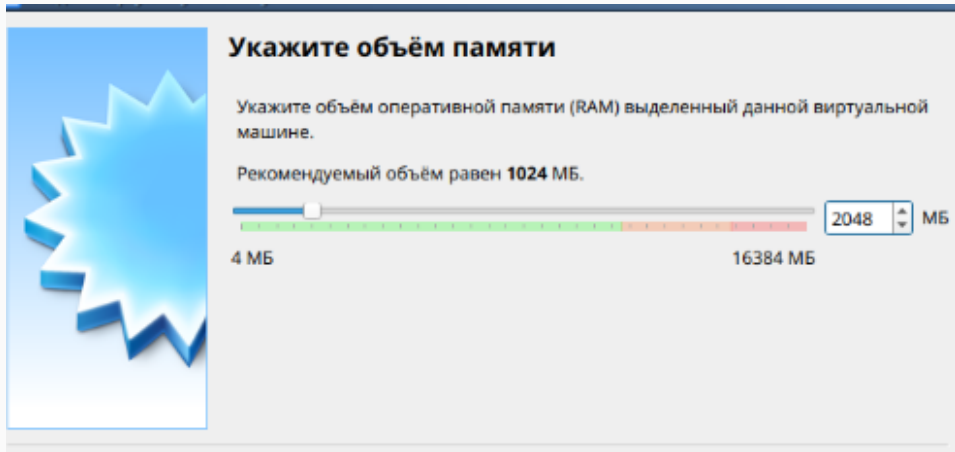 Укажите объём памяти
Укажите объём оперативной памяти (RAM) выделенный данной виртуальной
машине.
Рекомендуемый объём равен 1024 МБ.
2048 МБ
4 МБ 16384 МБ